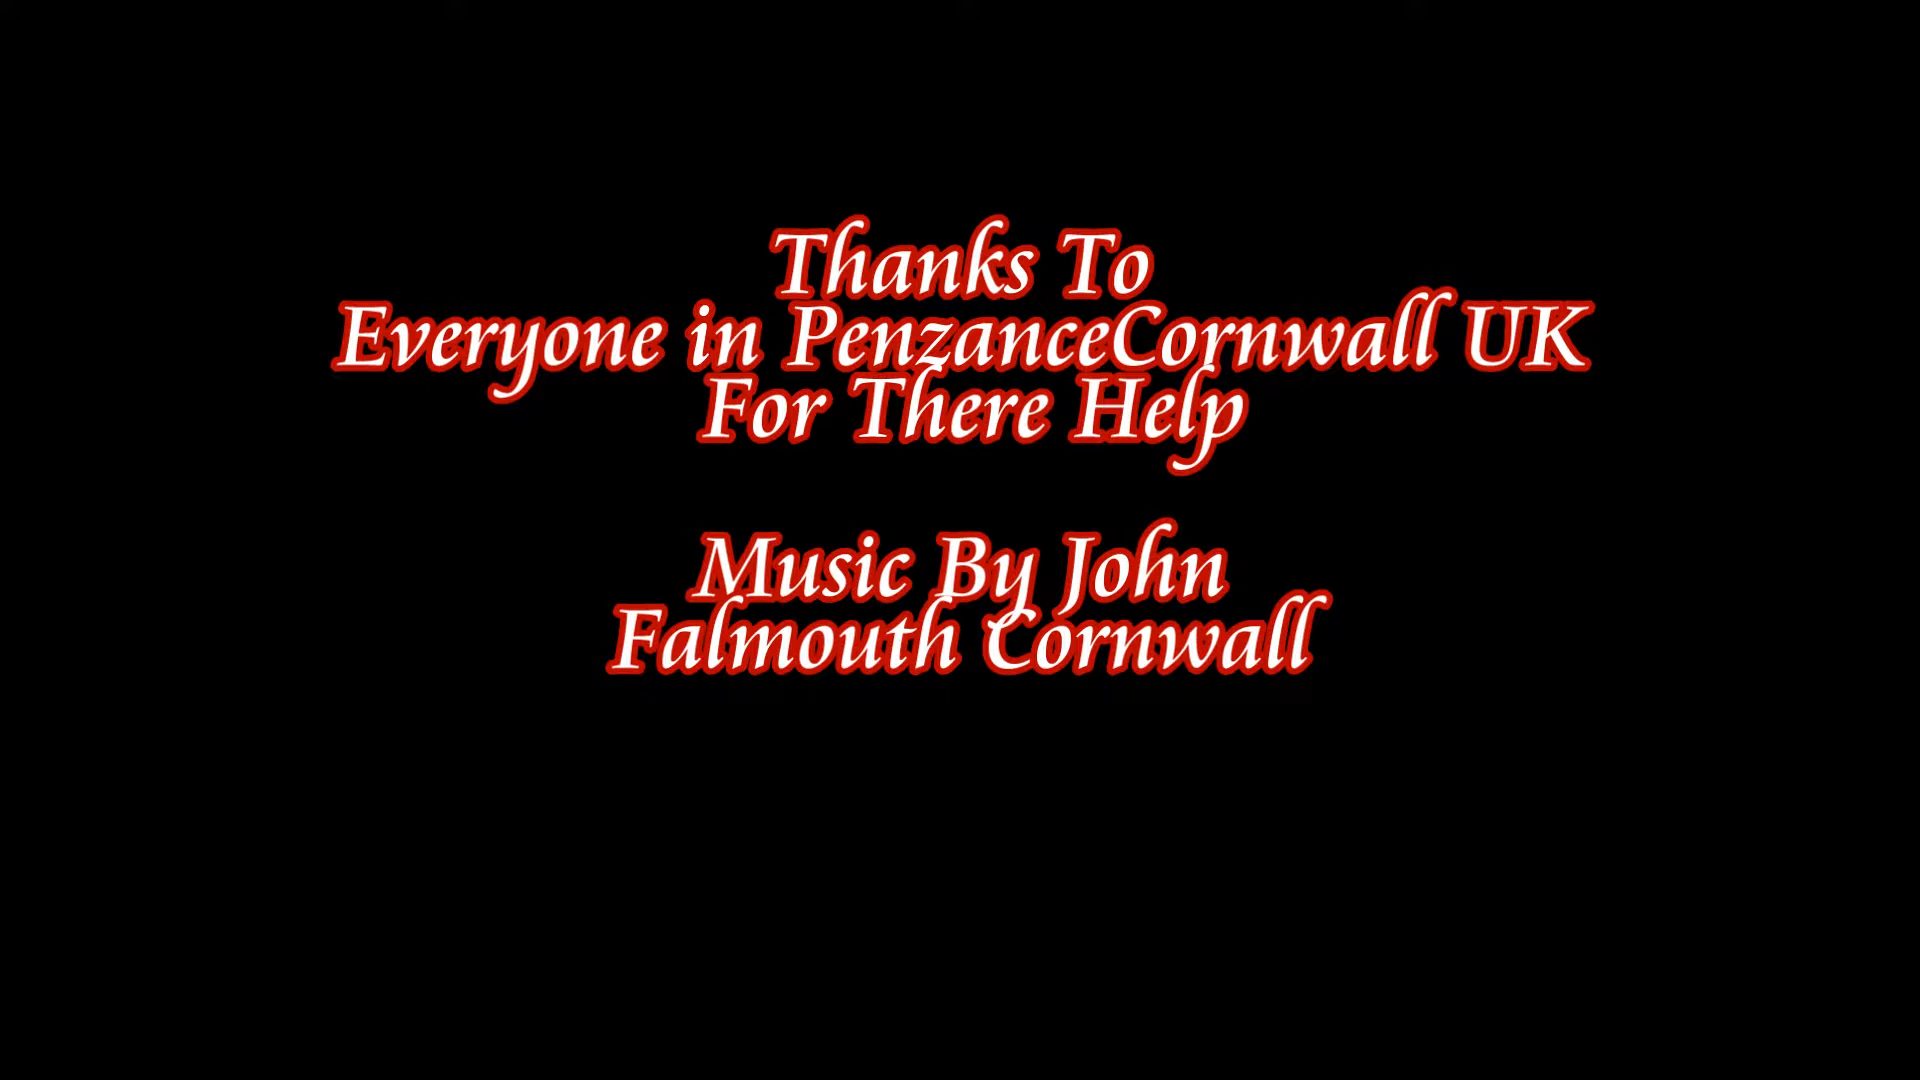 Thanks To
Everyone in PenzanceCornwall UK
For There Help
Music By John
Falmouth Cornwall